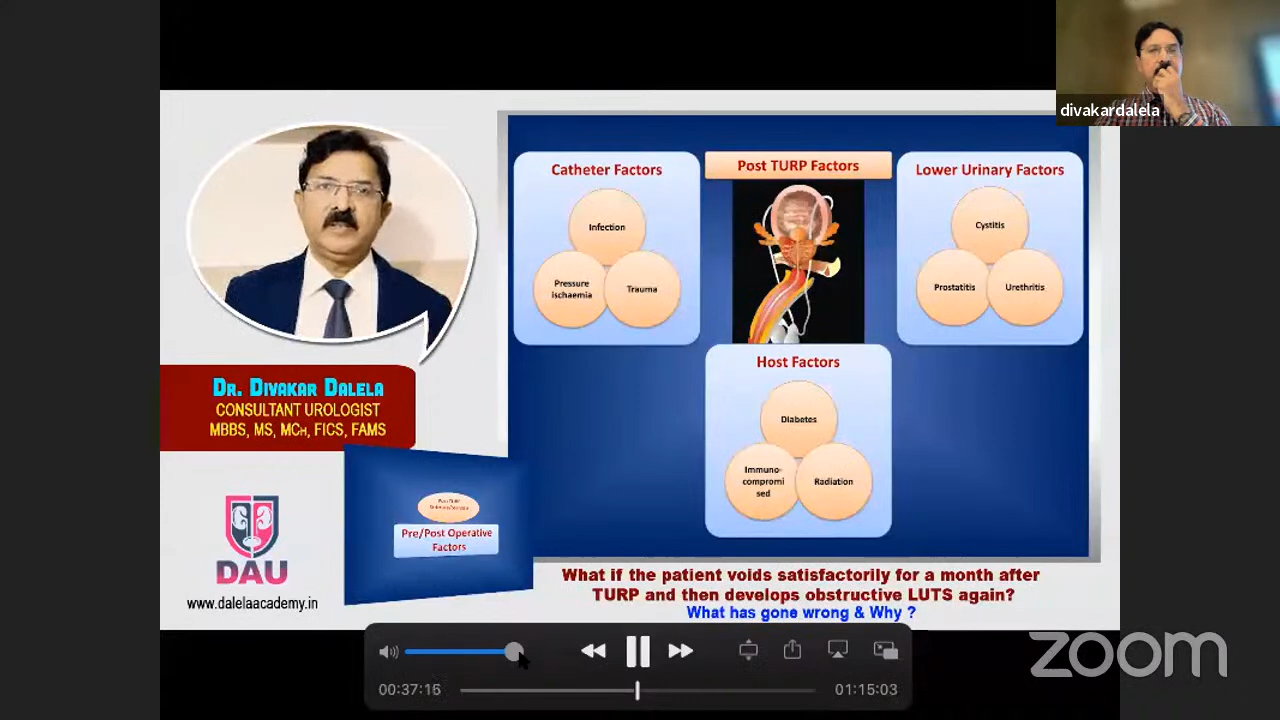 divakardalela
Catheter Factors
Infection
Pressure
ischaemia
Trauma
Post TURP Factors
Lower Urinary Factors
Cystitis
Prostatitis
Urethritis
Host Factors
Diabetes
Immuno-
compromi
sed
Radiation
DR. DIVAKAR DALELA
CONSULTANT UROLOGIST
MBBS, MS, MCH, FICS, FAMS
DAU
www.dalelaacademy.in
Pre/Post Operative
Factors
What if the patient voids satisfactorily for a month after
TURP and then develops obstructive LUTS again?
What has gone wrong & Why ?
00:37:16
01:15:03
zoom